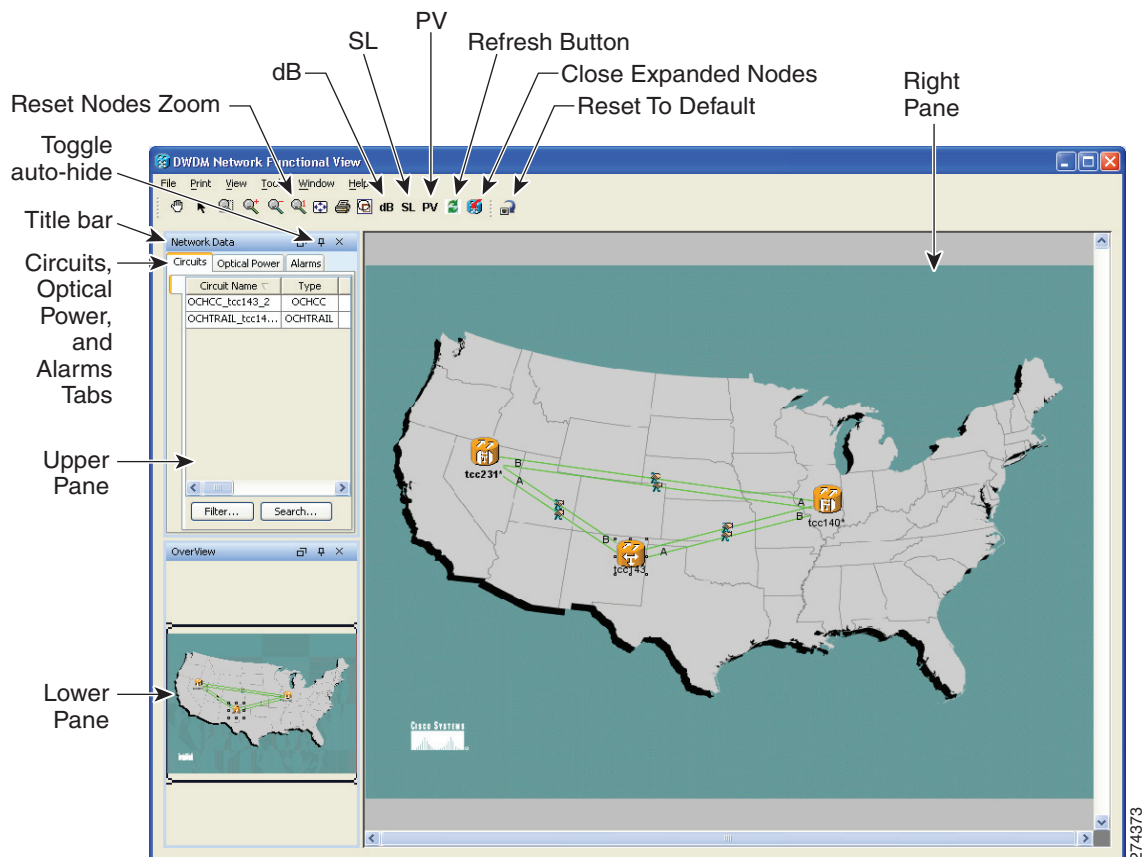 PV
SL
Refresh Button
dB
Close Expanded Nodes
Right
Pane
Reset Nodes Zoom
Reset To Default
Toggle
auto-hide
DWDM Network Functional View
File Print View Tools Window Help
dB SL PV
Title bar
Network Data
Circuits,
Optical
Power,
and
Alarms
Tabs
Circuits Optical Power Alarms
Circuit Name Type
OCHCC_tcc143_2 OCHCC
OCHTRAIL_tcc14... OCHTRAIL
Upper
Pane
Filter... Search...
OverView
Lower
Pane
tcc231*
B
A
A
B
tcc140*
B
A
tcc143
CISCO SYSTEMS
274373